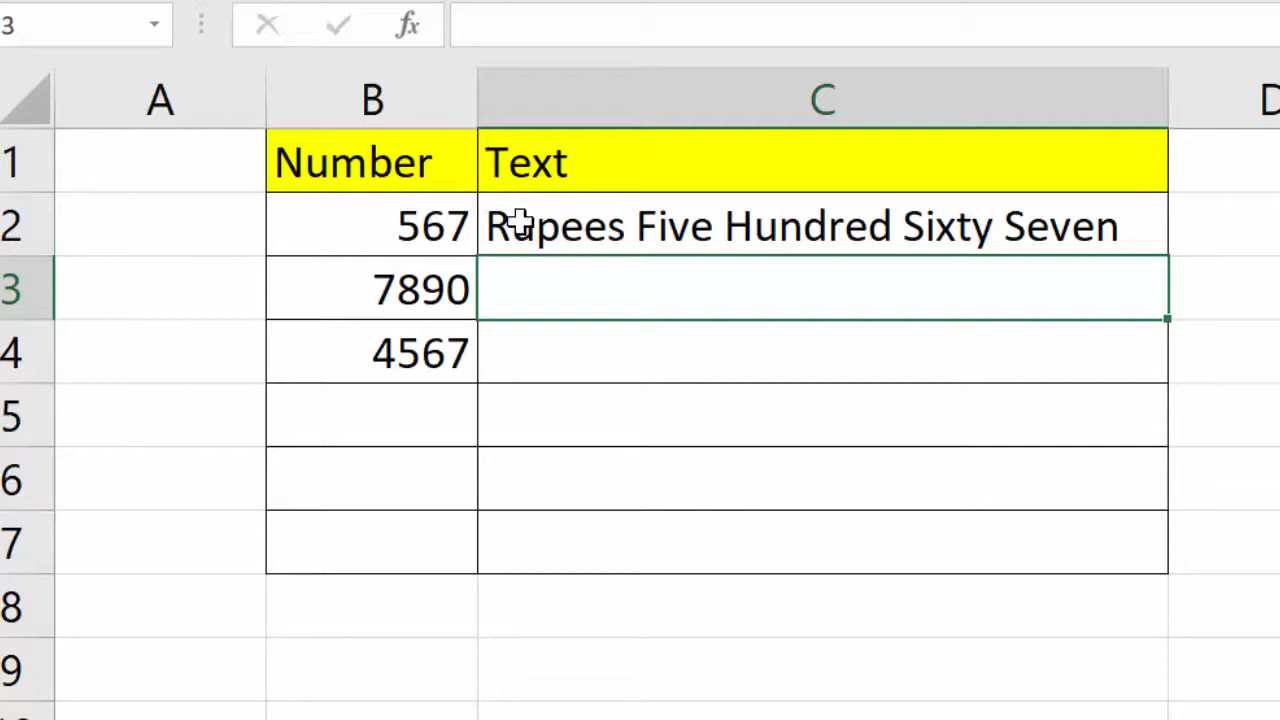 3 fx
A B C D
1 Number Text
2 567 Rupees Five Hundred Sixty Seven
3 7890
4 4567
5
6
7
8
9